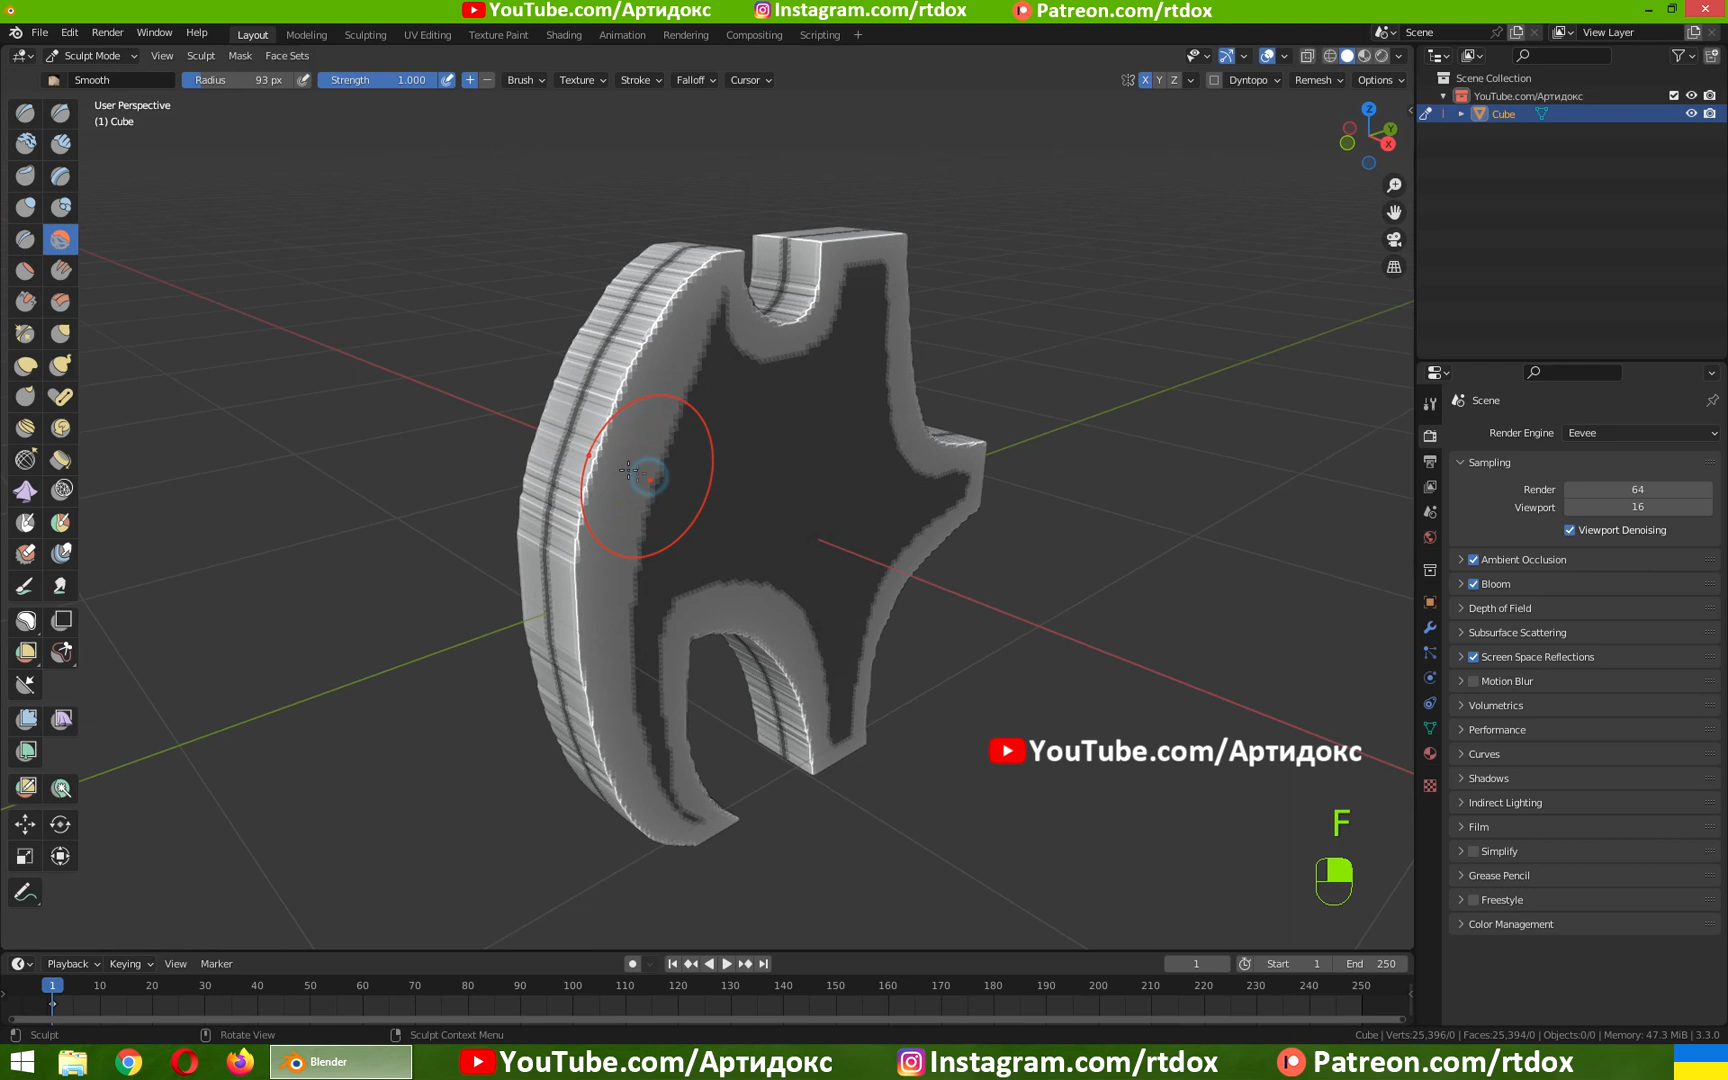 YouTube.com/Артидокс
Instagram.com/rtdox
Patreon.com/rtdox
File Edit Render Window Help
Layout Modeling Sculpting UV Editing Texture Paint Shading Animation Rendering Compositing Scripting +
Scene
View Layer
Sculpt Mode View Sculpt Mask Face Sets
Smooth Radius 93 px Strength 1.000 Brush Texture Stroke Falloff Cursor
X Y Z Dyntopo Remesh Options
User Perspective
(1) Cube
Z
Y
X
Scene Collection
YouTube.com/Артидокс
Cube
Scene
Render Engine Eevee
Sampling
Render 64
Viewport 16
Viewport Denoising
Ambient Occlusion
Bloom
Depth of Field
Subsurface Scattering
Screen Space Reflections
Motion Blur
Volumetrics
Performance
Curves
Shadows
Indirect Lighting
Film
Simplify
Grease Pencil
Freestyle
Color Management
YouTube.com/Артидокс
F
Playback Keying View Marker
1 Start 1 End 250
1 10 20 30 40 50 60 70 80 90 100 110 120 130 140 150 160 170 180 190 200 210 220 230 240 250
Sculpt Rotate View Sculpt Context Menu
Cube | Verts:25,396/0 | Faces:25,394/0 | Objects:0/0 | Memory: 47.3 MiB | 3.3.0
Blender
YouTube.com/Артидокс
Instagram.com/rtdox
Patreon.com/rtdox